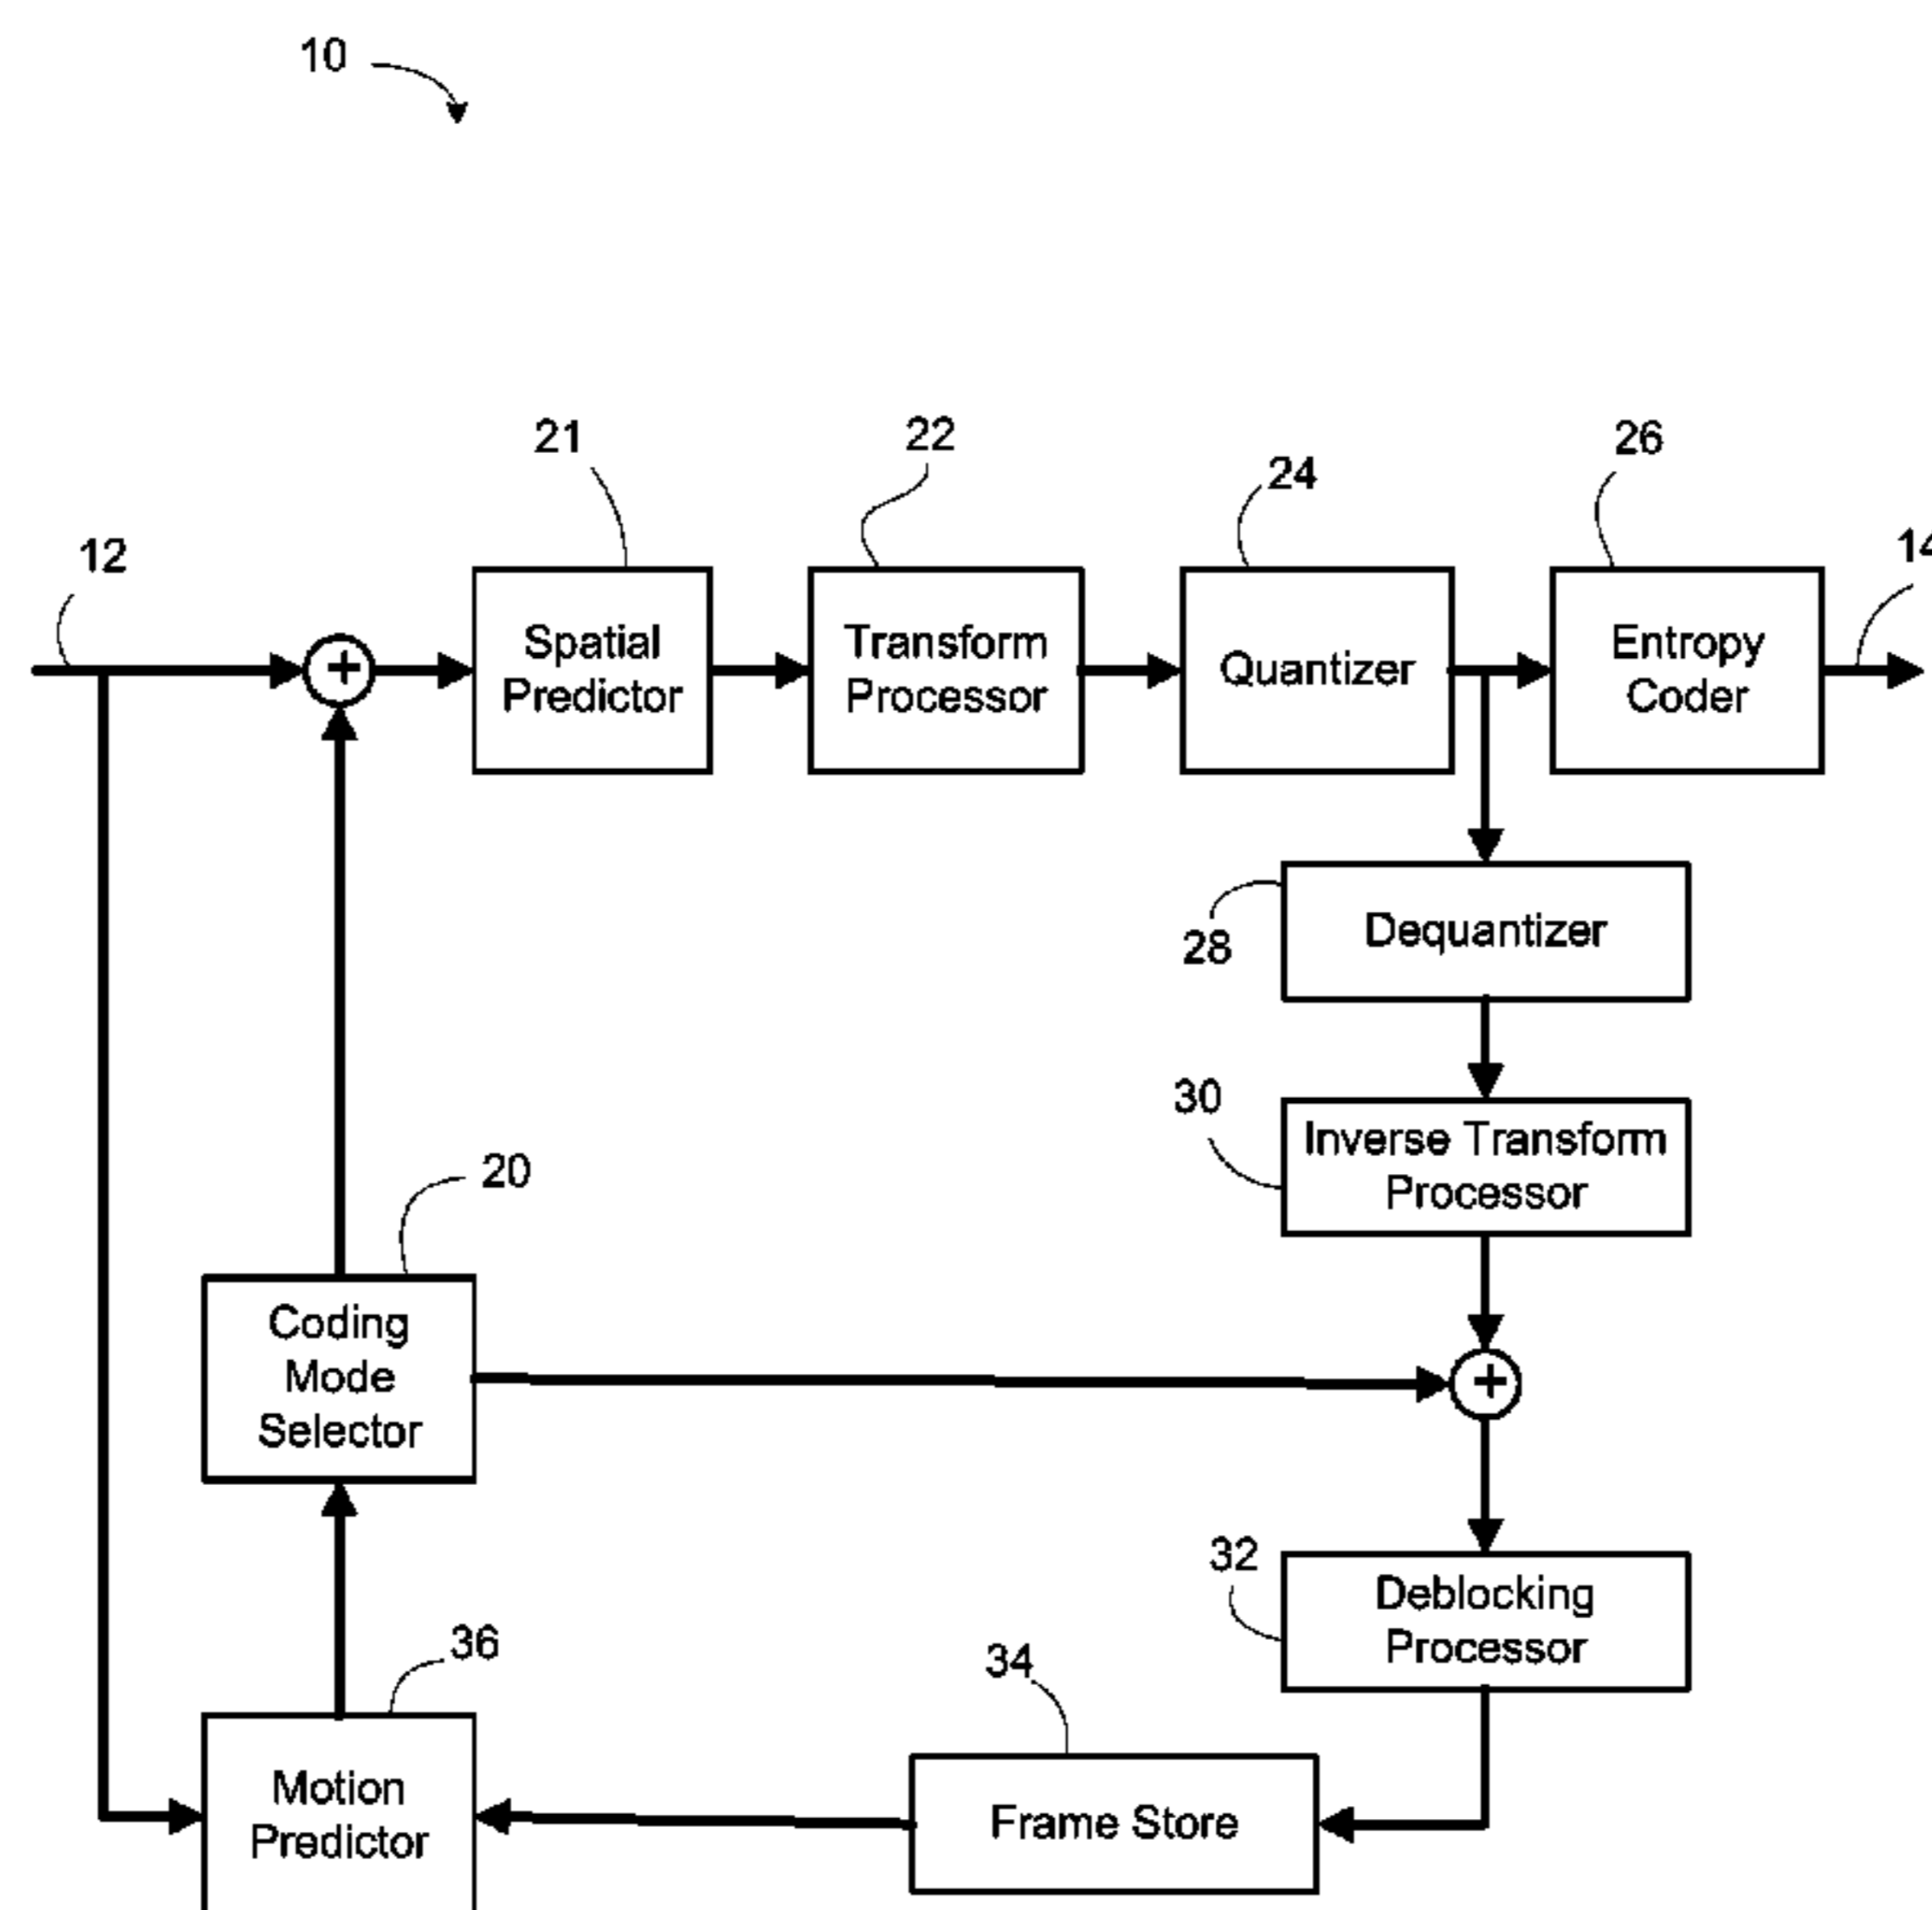 10
21
22
24
26
12
14
Spatial
Predictor
Transform
Processor
Quantizer
Entropy
Coder
+
28
Dequantizer
30
Inverse Transform
Processor
20
Coding
Mode
Selector
+
32
Deblocking
Processor
36
34
Motion
Predictor
Frame Store